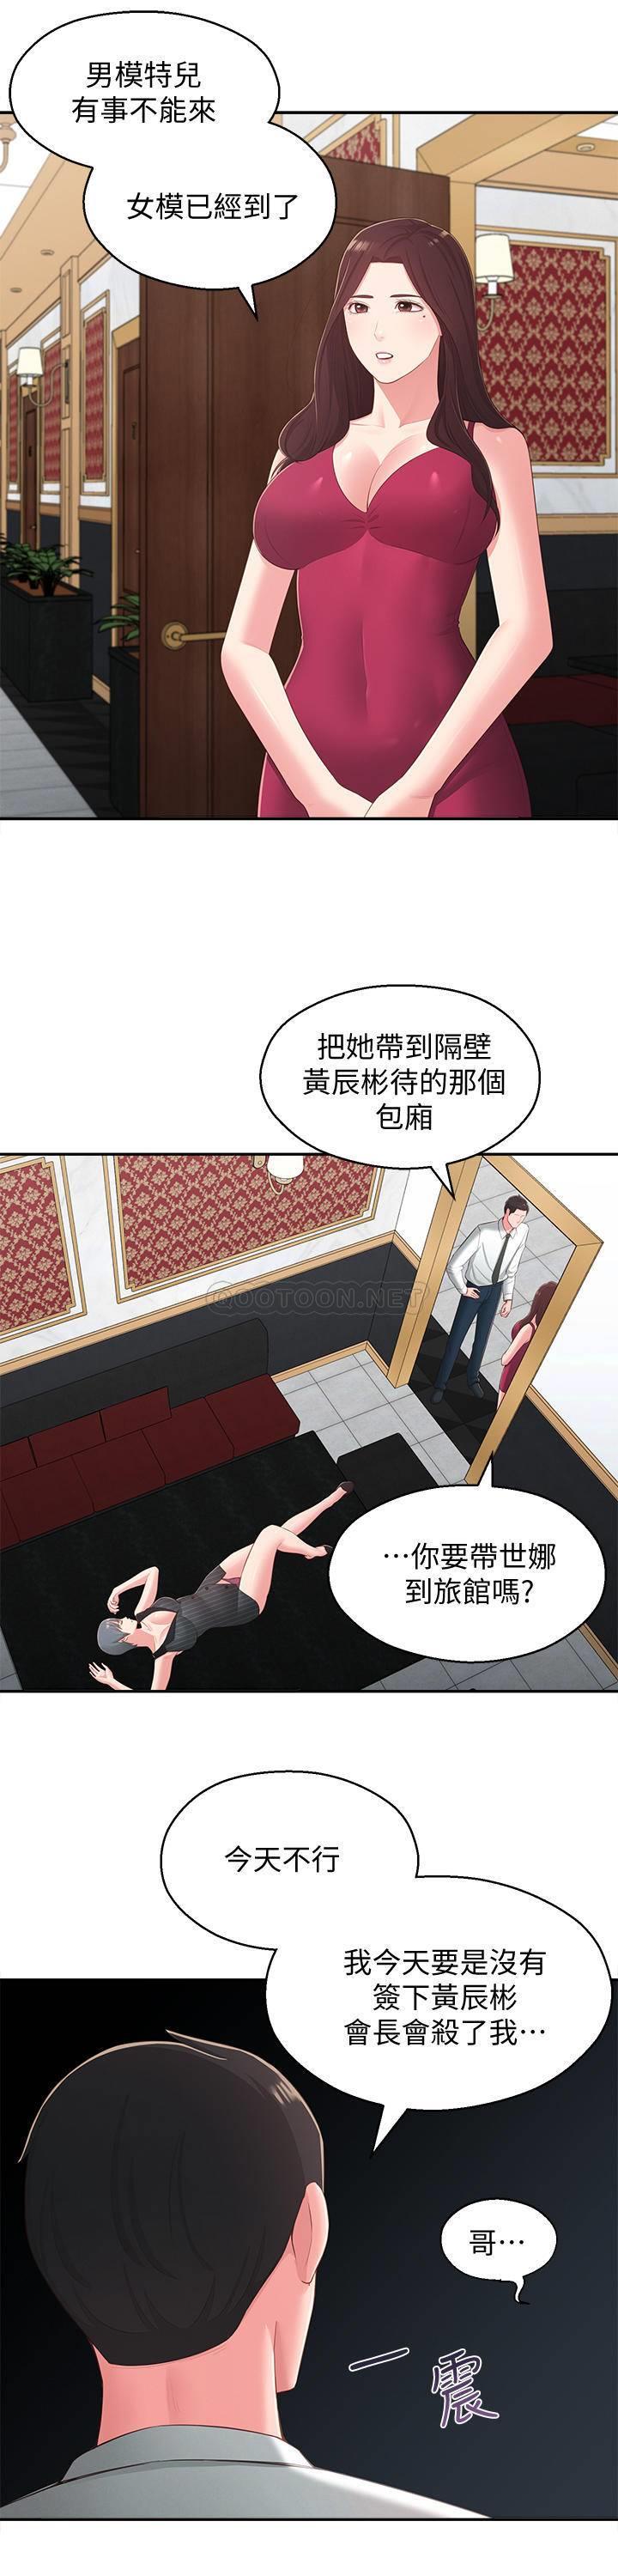 男模特兒
有事不能來
女模已經到了
把她帶到隔壁
黃辰彬待的那個
包廂
QOOTOON.NET
…你要帶世娜
到旅館嗎?
今天不行
我今天要是沒有
簽下黃辰彬
會長會殺了我…
哥…
一震